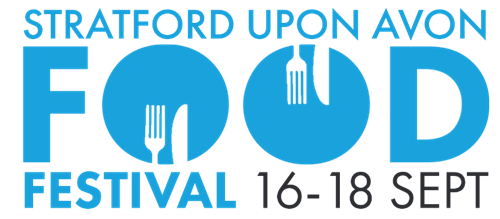 STRATFORD UPON AVON
FOOD
FESTIVAL 16-18 SEPT